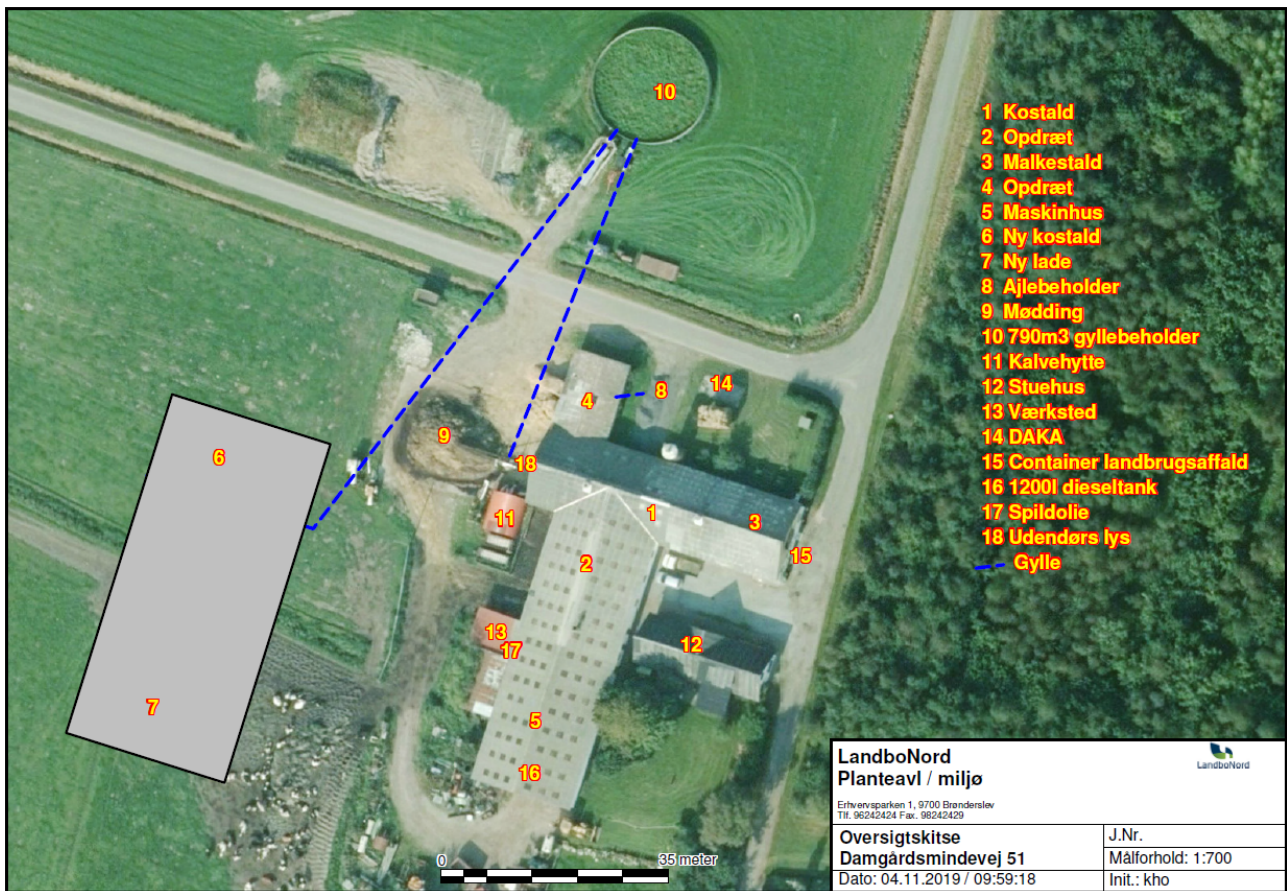 10
1 Kostald
2 Opdræt
3 Malkestald
4 Opdræt
5 Maskinhus
6 Ny kostald
7 Ny lade
8 Ajlebeholder
9 Mødding
10 790m3 gyllebeholder
11 Kalvehytte
12 Stuehus
13 Værksted
14 DAKA
15 Container landbrugsaffald
16 1200l dieseltank
17 Spildolie
18 Udendørs lys
Gylle
4
8
14
9
6
18
11
1
3
15
2
13
17
12
7
5
16
0
35 meter
LandboNord
Planteavl / miljø
LandboNord
Erhvervsparken 1, 9700 Brønderslev
Tlf. 96242424 Fax. 98242429
Oversigtskitse
Damgårdsmindevej 51
J.Nr.
Målforhold: 1:700
Dato: 04.11.2019 / 09:59:18
Init.: kho